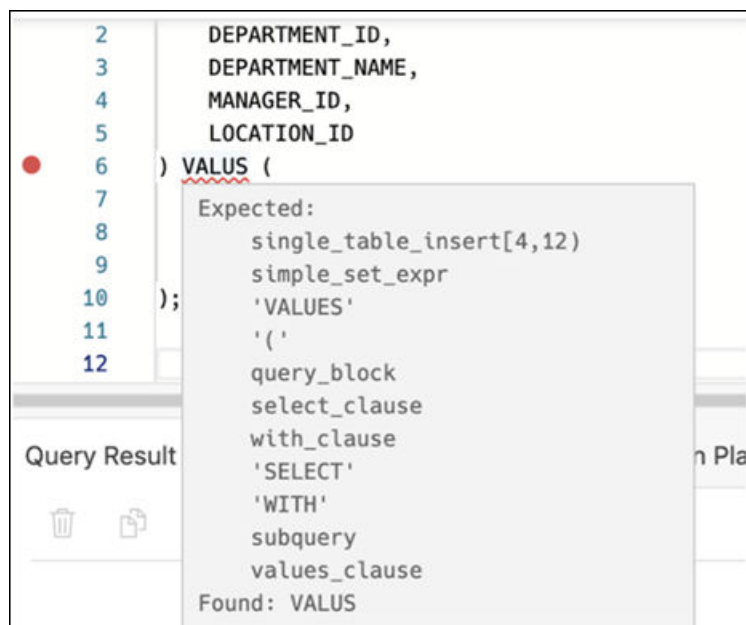 2 DEPARTMENT_ID,
3 DEPARTMENT_NAME,
4 MANAGER_ID,
5 LOCATION_ID
6 ) VALUS (
7
8
9
10 );
11
12
Expected:
single_table_insert[4,12)
simple_set_expr
'VALUES'
'('
query_block
select_clause
with_clause
'SELECT'
'WITH'
subquery
values_clause
Found: VALUS
Query Result
n Pla